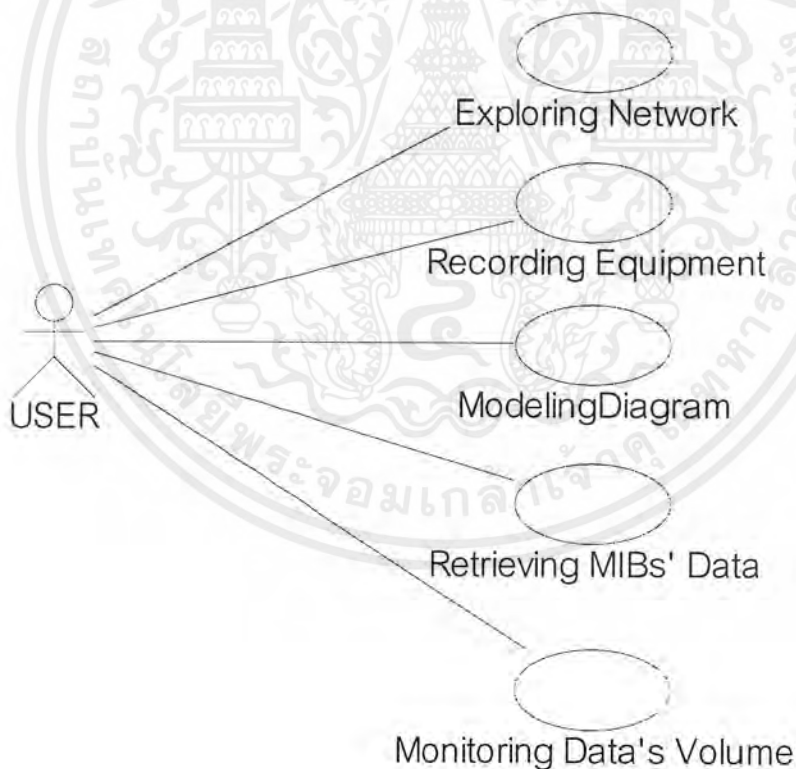 Exploring Network
Recording Equipment
USER
ModelingDiagram
Retrieving MIBs' Data
Monitoring Data's Volume